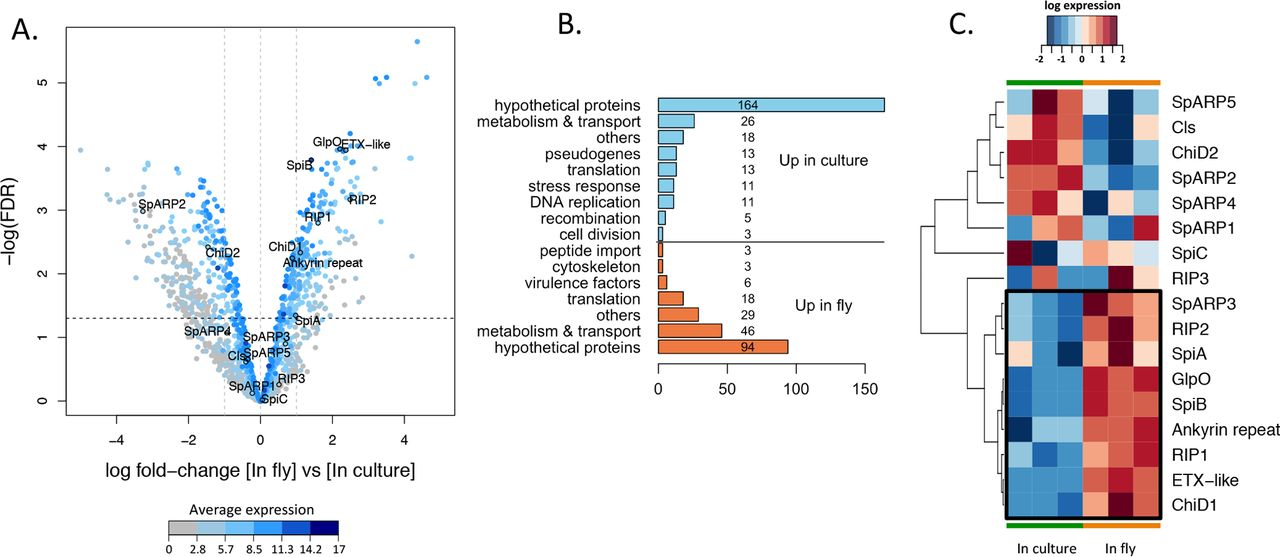 A.
−log(FDR)
5
4
3
2
1
0
GlpO
ETX−like
SpiB
RIP2
SpARP2
RIP1
ChiD1
ChiD2
Ankyrin repeat
SpiA
SpARP4
SpARP3
Cls
SpARP5
RIP3
SpARP1
SpiC
−4 −2 0 2 4
log fold−change [In fly] vs [In culture]
Average expression
0 2.8 5.7 8.5 11.3 14.2 17
B.
hypothetical proteins 164
metabolism & transport 26
others 18
pseudogenes 13
translation 13
stress response 11
DNA replication 11
recombination 5
cell division 3
Up in culture
peptide import 3
cytoskeleton 3
virulence factors 6
translation 18
others 29
metabolism & transport 46
hypothetical proteins 94
Up in fly
0 50 100 150
C.
log expression
-2 -1 0 1 2
SpARP5
Cls
ChiD2
SpARP2
SpARP4
SpARP1
SpiC
RIP3
SpARP3
RIP2
SpiA
GlpO
SpiB
Ankyrin repeat
RIP1
ETX−like
ChiD1
In culture In fly